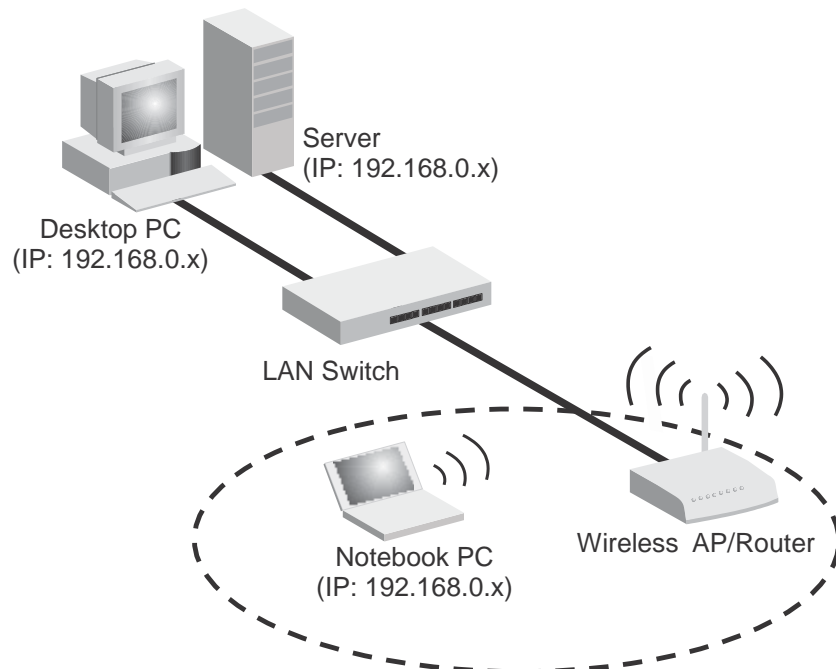 Server
(IP: 192.168.0.x)
Desktop PC
(IP: 192.168.0.x)
LAN Switch
Notebook PC
(IP: 192.168.0.x)
Wireless AP/Router